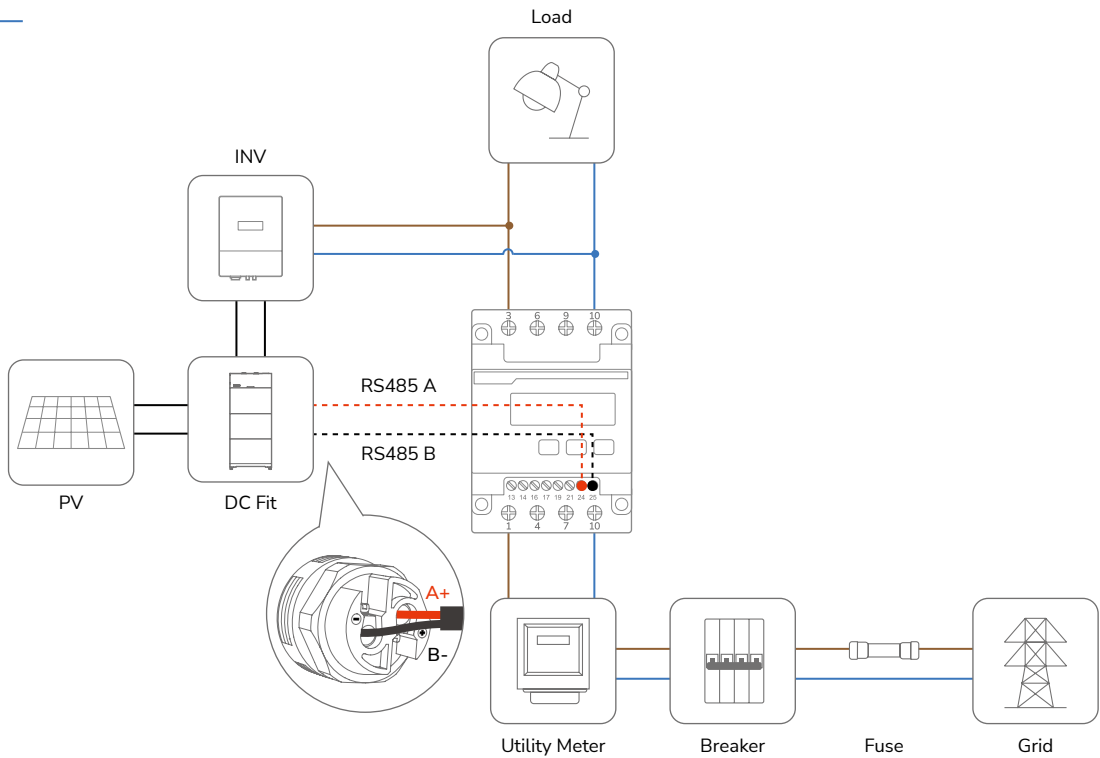 Load
INV
3 6 9 10
RS485 A
RS485 B
13 14 16 17 19 21 24 25
PV
DC Fit
1 4 7 10
A+
B-
Utility Meter
Breaker
Fuse
Grid